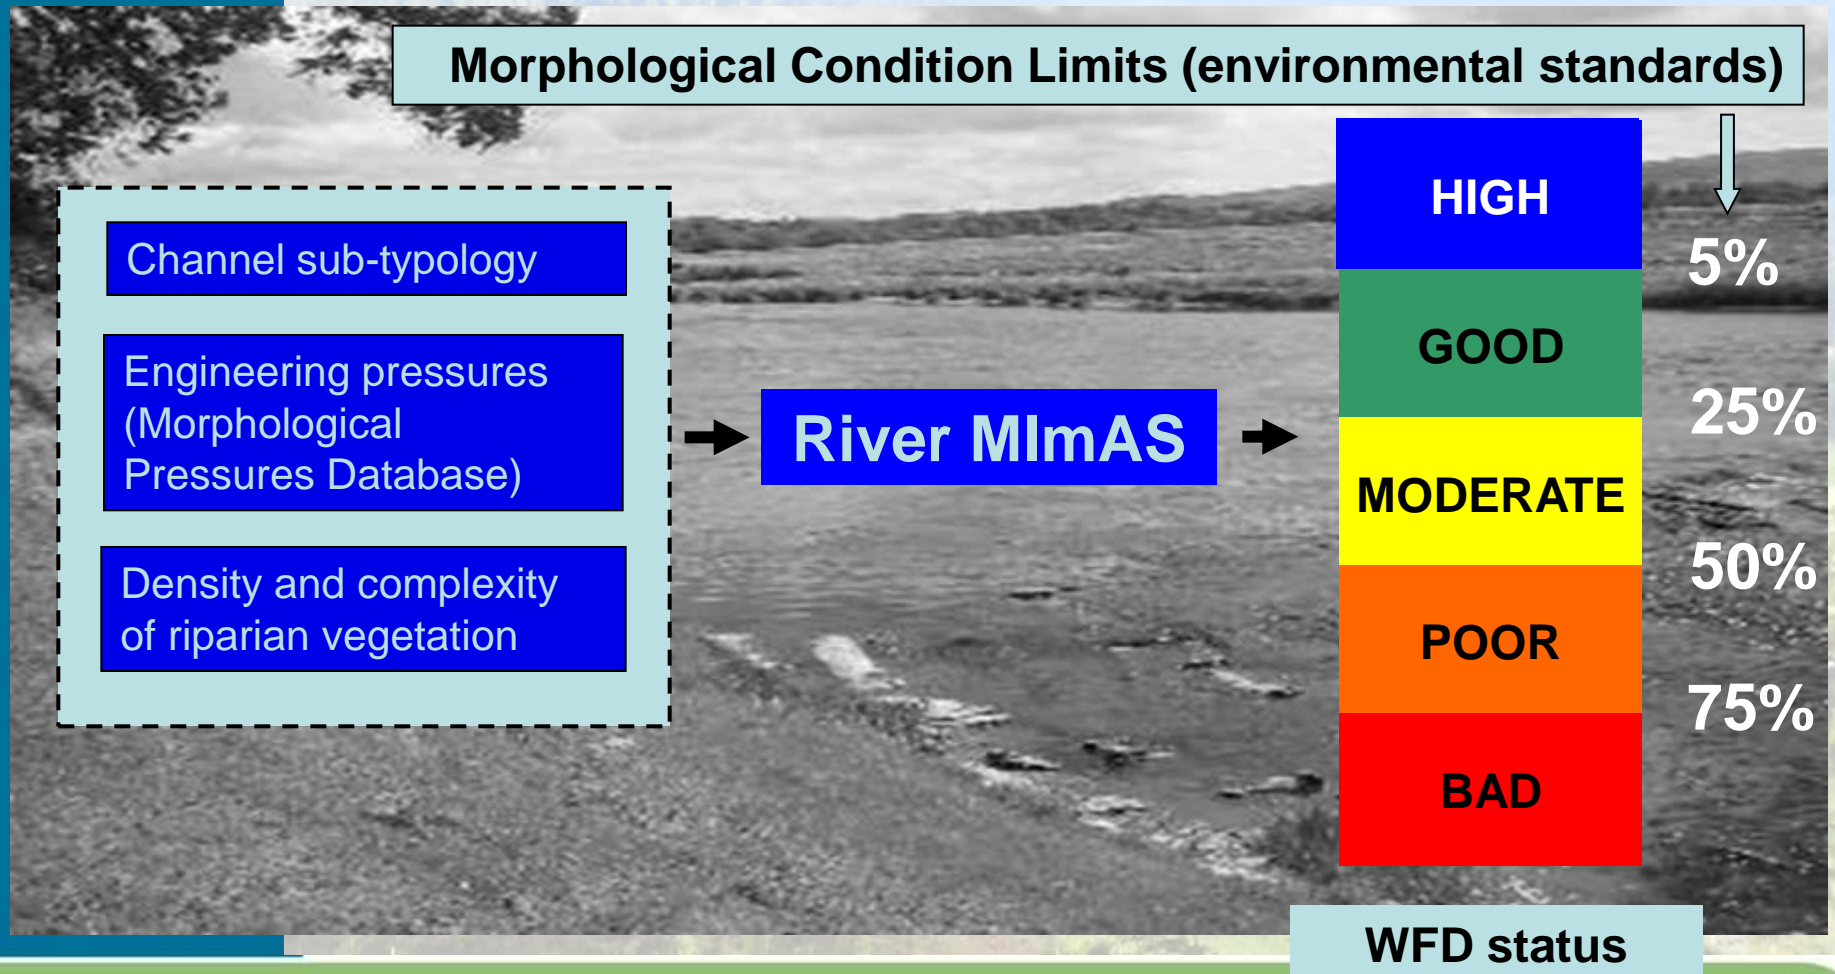 Morphological Condition Limits (environmental standards)
Channel sub-typology
Engineering pressures
(Morphological
Pressures Database)
Density and complexity
of riparian vegetation
River MImAS
HIGH
5%
GOOD
25%
MODERATE
50%
POOR
75%
BAD
WFD status